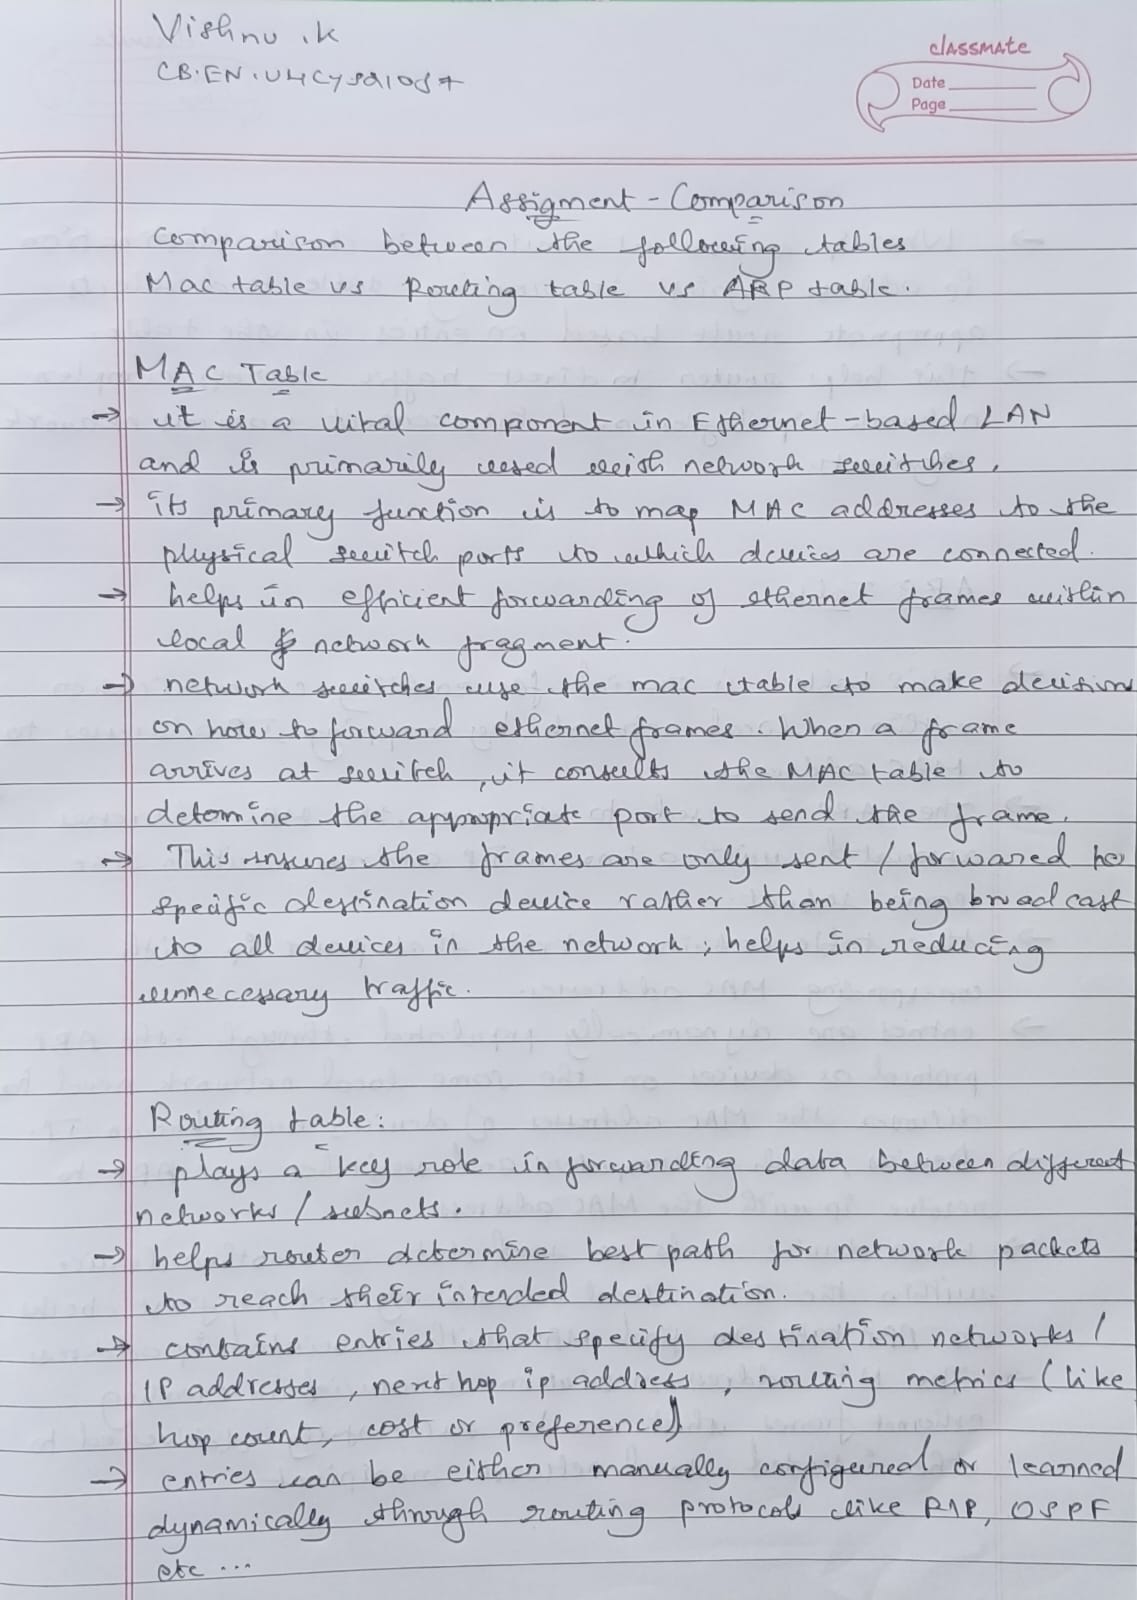 Vishnu .K
CB.EN.U4CYS21087
classmate
Date
Page
Assigment - Comparison
Comparison between the following tables
Mac table vs Routing table vs ARP table.
MAC Table
→ it is a vital component in Ethernet-based LAN
and is primarily used with network switches.
→ its primary function is to map MAC addresses to the
physical switch ports to which devices are connected.
→ helps in efficient forwarding of ethernet frames within
local network fragment.
→ network switches use the mac table to make decisions
on how to forward ethernet frames. When a frame
arrives at switch, it consults the MAC table to
detomine the appropriate port to send the frame.
→ This insures the frames are only sent / forwared to
specific destination device rather than being broadcast
to all devices in the network, helps in reducing
unnecessary traffic.
Routing table:
→ plays a key role in forwarding data between different
networks / subnets.
→ helps router determine best path for network packets
to reach their intended destination.
→ contains entries that specify destination networks /
IP addresses, next hop ip address, routing metrics (like
hop count, cost or preference)
→ entries can be either manually configured or learned
dynamically through routing protocols like RIP, OSPF
etc ...